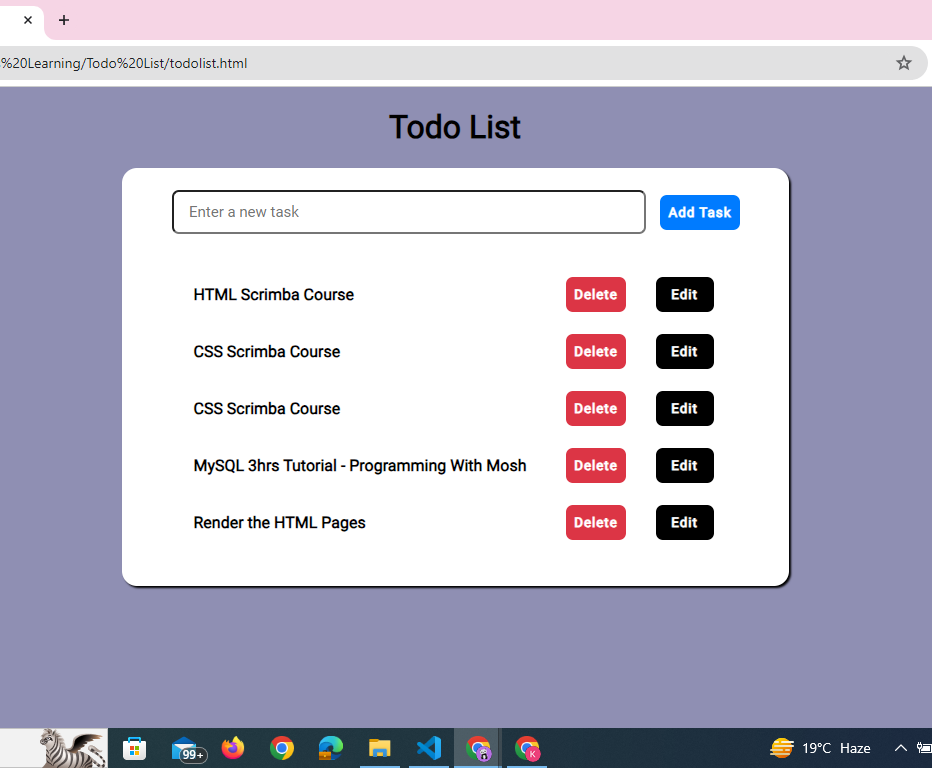 %20Learning/Todo%20List/todolist.html
Todo List
Enter a new task Add Task
HTML Scrimba Course Delete Edit
CSS Scrimba Course Delete Edit
CSS Scrimba Course Delete Edit
MySQL 3hrs Tutorial - Programming With Mosh Delete Edit
Render the HTML Pages Delete Edit
99+ K 19°C Haze